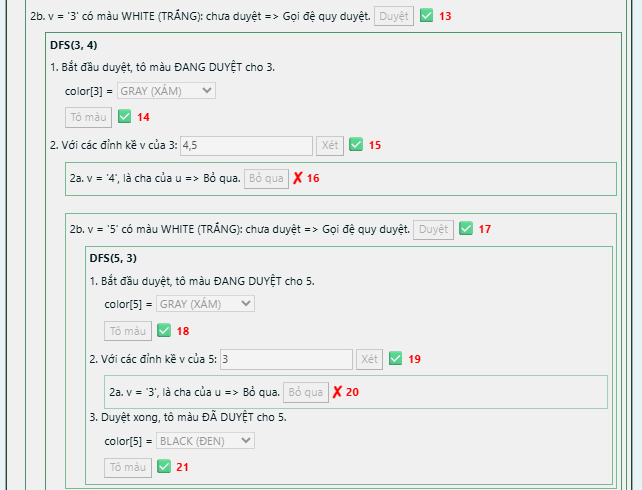 2b. v = '3' có màu WHITE (TRẮNG): chưa duyệt => Gọi đệ quy duyệt. Duyệt ✅ 13
DFS(3, 4)
1. Bắt đầu duyệt, tô màu ĐANG DUYỆT cho 3.
color[3] = GRAY (XÁM)
Tô màu ✅ 14
2. Với các đỉnh kề v của 3: 4,5 Xét ✅ 15
2a. v = '4', là cha của u => Bỏ qua. Bỏ qua ✗ 16
2b. v = '5' có màu WHITE (TRẮNG): chưa duyệt => Gọi đệ quy duyệt. Duyệt ✅ 17
DFS(5, 3)
1. Bắt đầu duyệt, tô màu ĐANG DUYỆT cho 5.
color[5] = GRAY (XÁM)
Tô màu ✅ 18
2. Với các đỉnh kề v của 5: 3 Xét ✅ 19
2a. v = '3', là cha của u => Bỏ qua. Bỏ qua ✗ 20
3. Duyệt xong, tô màu ĐÃ DUYỆT cho 5.
color[5] = BLACK (ĐEN)
Tô màu ✅ 21